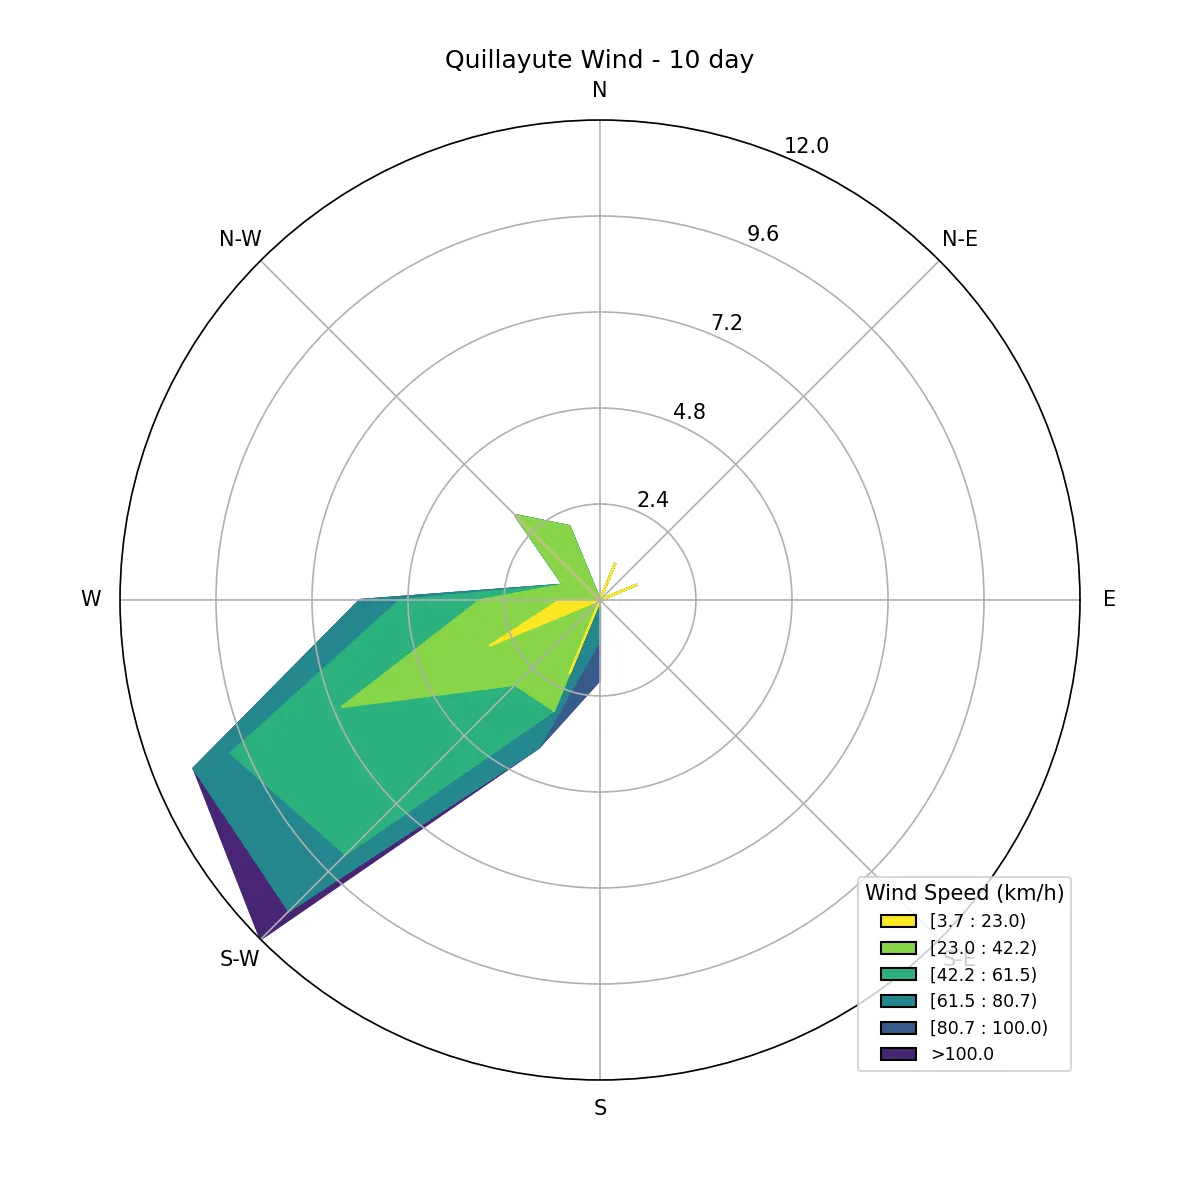 Quillayute Wind - 10 day
N
12.0
N-W
9.6
N-E
7.2
4.8
2.4
W
E
Wind Speed (km/h)
[3.7 : 23.0)
[23.0 : 42.2)
S-W
S-E
[42.2 : 61.5)
[61.5 : 80.7)
[80.7 : 100.0)
>100.0
S